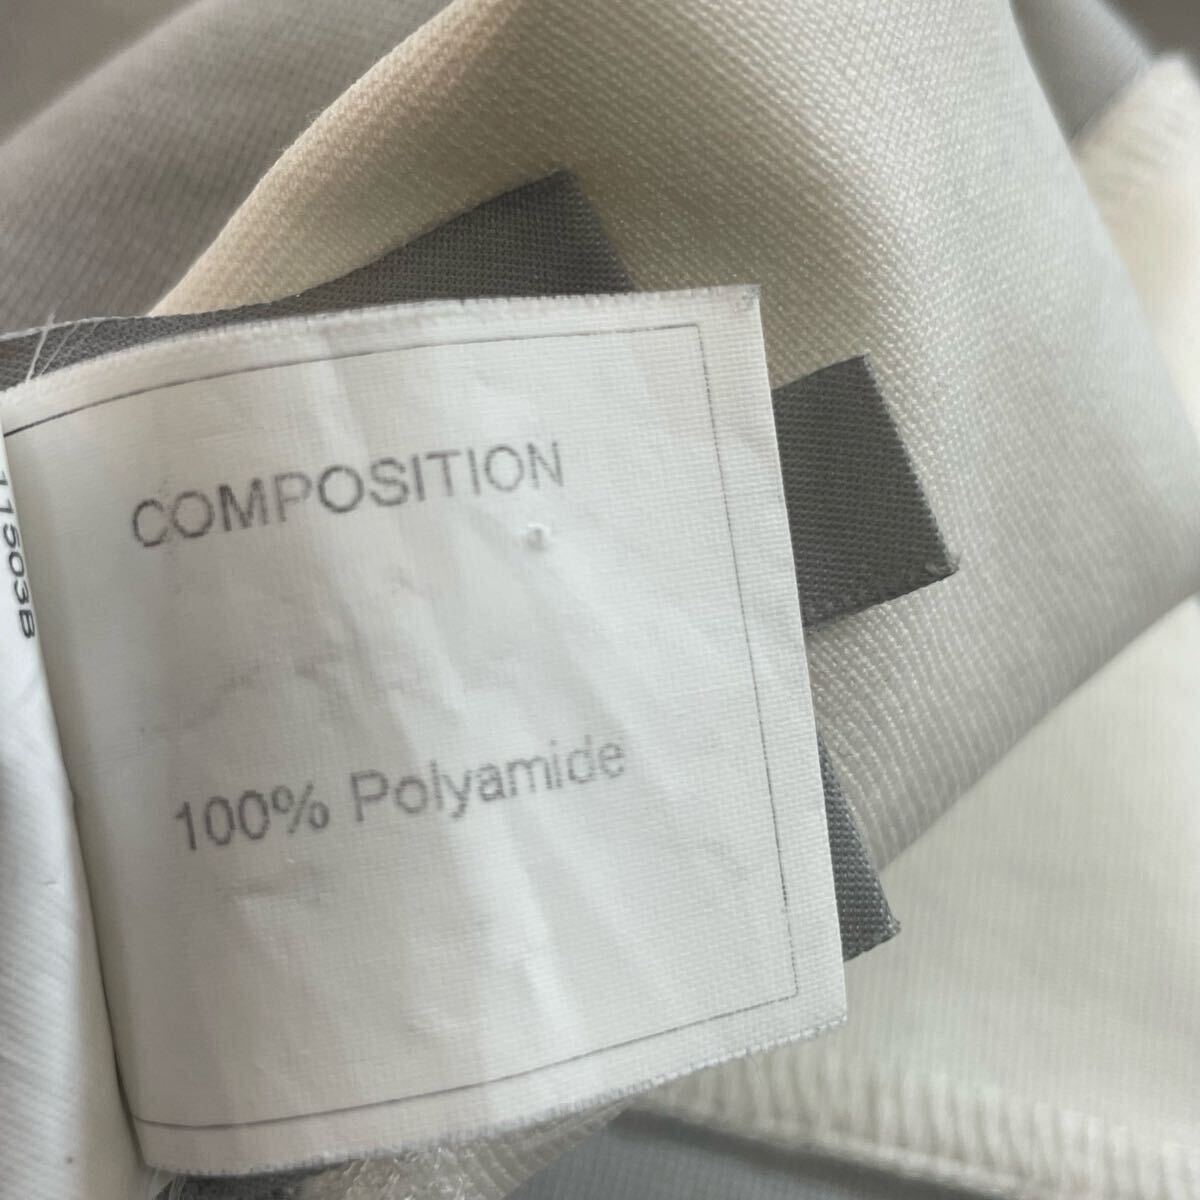 COMPOSITION
100% Polyamide
11503B